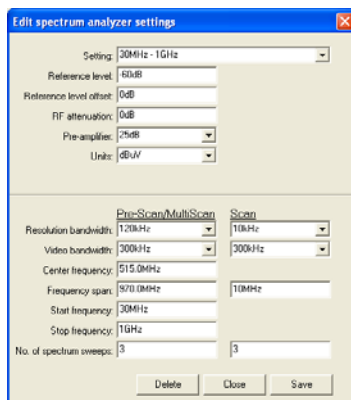 Edit spectrum analyzer settings
Setting: 30MHz - 1GHz
Reference level: -60dB
Reference level offset: 0dB
RF attenuation: 0dB
Pre-amplifier: 25dB
Units: dBuV
Pre-Scan/MultiScan Scan
Resolution bandwidth: 120kHz 10kHz
Video bandwidth: 300kHz 300kHz
Center frequency: 515.0MHz
Frequency span: 970.0MHz 10MHz
Start frequency: 30MHz
Stop frequency: 1GHz
No. of spectrum sweeps: 3 3
Delete Close Save